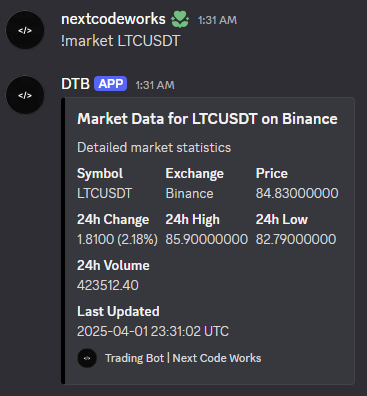 </>
nextcodeworks 1:31 AM
!market LTCUSDT
</>
DTB APP 1:31 AM
Market Data for LTCUSDT on Binance
Detailed market statistics
Symbol Exchange Price
LTCUSDT Binance 84.83000000
24h Change 24h High 24h Low
1.8100 (2.18%) 85.90000000 82.79000000
24h Volume
423512.40
Last Updated
2025-04-01 23:31:02 UTC
</> Trading Bot | Next Code Works